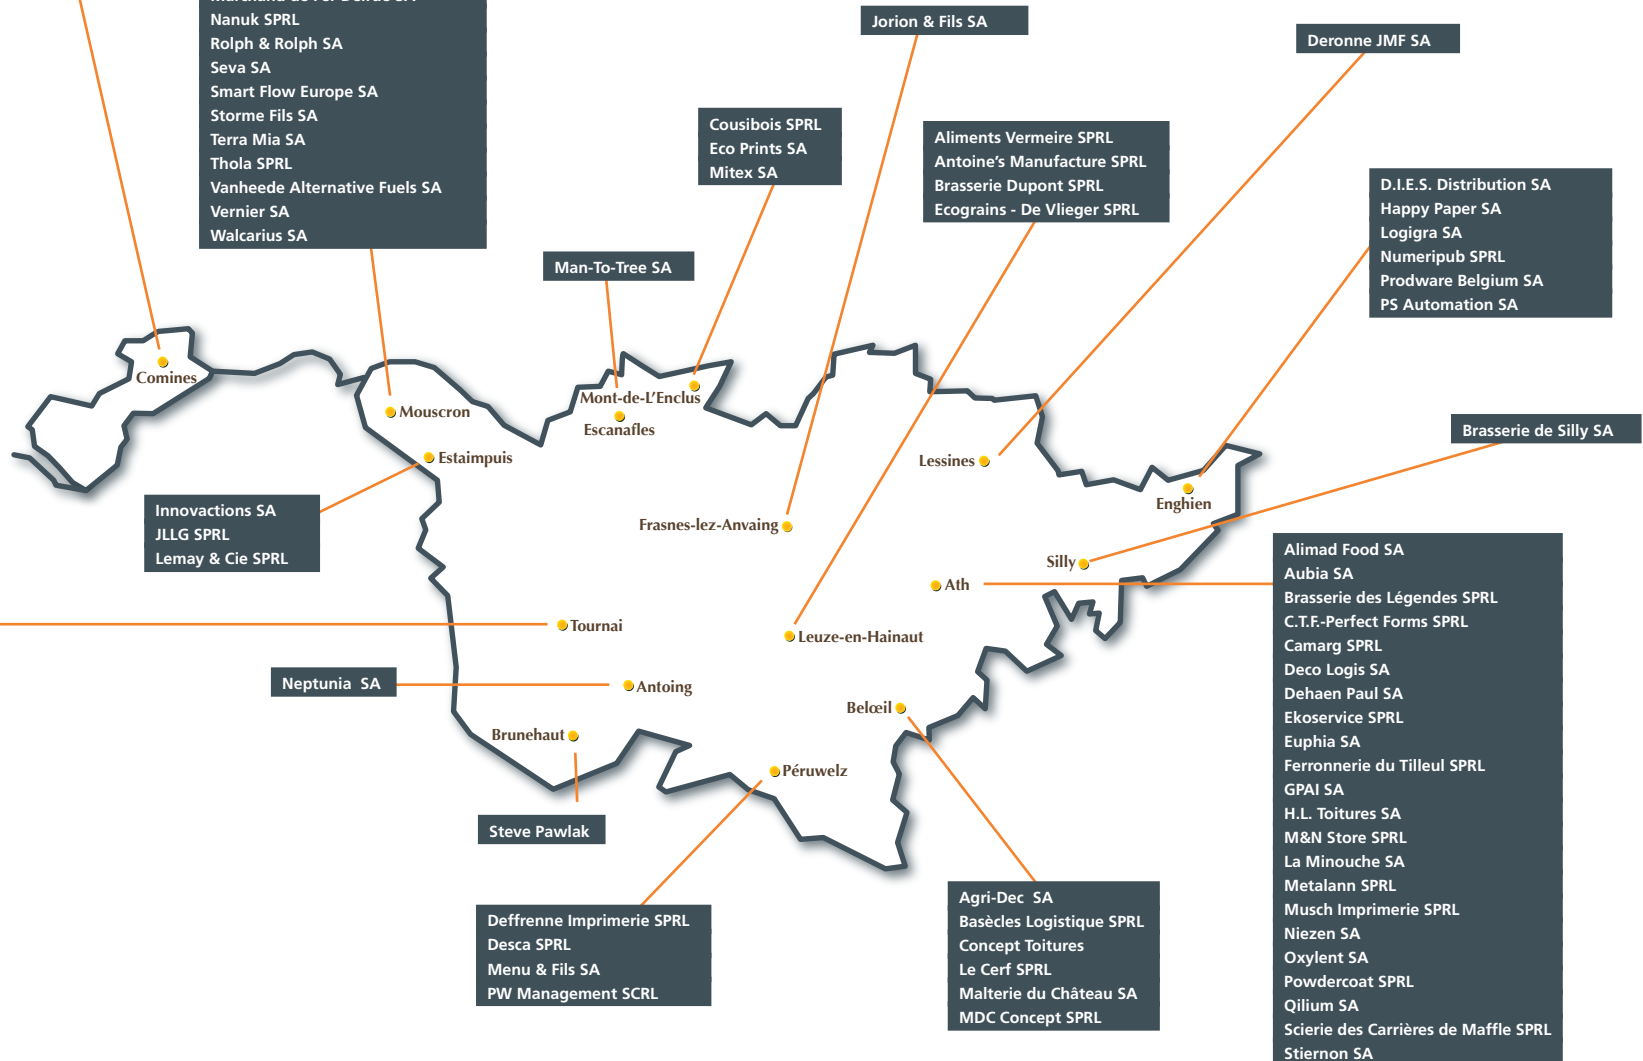 Nanuk SPRL
Rolph & Rolph SA
Seva SA
Smart Flow Europe SA
Storme Fils SA
Terra Mia SA
Thola SPRL
Vanheede Alternative Fuels SA
Vernier SA
Walcarius SA
Jorion & Fils SA
Deronne JMF SA
Cousibois SPRL
Eco Prints SA
Mitex SA
Aliments Vermeire SPRL
Antoine's Manufacture SPRL
Brasserie Dupont SPRL
Ecograins - De Vlieger SPRL
D.I.E.S. Distribution SA
Happy Paper SA
Logigra SA
Numeripub SPRL
Prodware Belgium SA
PS Automation SA
Man-To-Tree SA
Comines
Mouscron
Mont-de-L'Enclus
Escanafles
Estaimpuis
Lessines
Brasserie de Silly SA
Enghien
Innovactions SA
JLLG SPRL
Lemay & Cie SPRL
Frasnes-lez-Anvaing
Silly
Ath
Tournai
Leuze-en-Hainaut
Neptunia SA
Antoing
Belœil
Brunehaut
Péruwelz
Steve Pawlak
Deffrenne Imprimerie SPRL
Desca SPRL
Menu & Fils SA
PW Management SCRL
Agri-Dec SA
Basècles Logistique SPRL
Concept Toitures
Le Cerf SPRL
Malterie du Château SA
MDC Concept SPRL
Alimad Food SA
Aubia SA
Brasserie des Légendes SPRL
C.T.F.-Perfect Forms SPRL
Camarg SPRL
Deco Logis SA
Dehaen Paul SA
Ekoservice SPRL
Euphia SA
Ferronnerie du Tilleul SPRL
GPAI SA
H.L. Toitures SA
M&N Store SPRL
La Minouche SA
Metalann SPRL
Musch Imprimerie SPRL
Niezen SA
Oxylent SA
Powdercoat SPRL
Qilium SA
Scierie des Carrières de Maffle SPRL
Stiernon SA